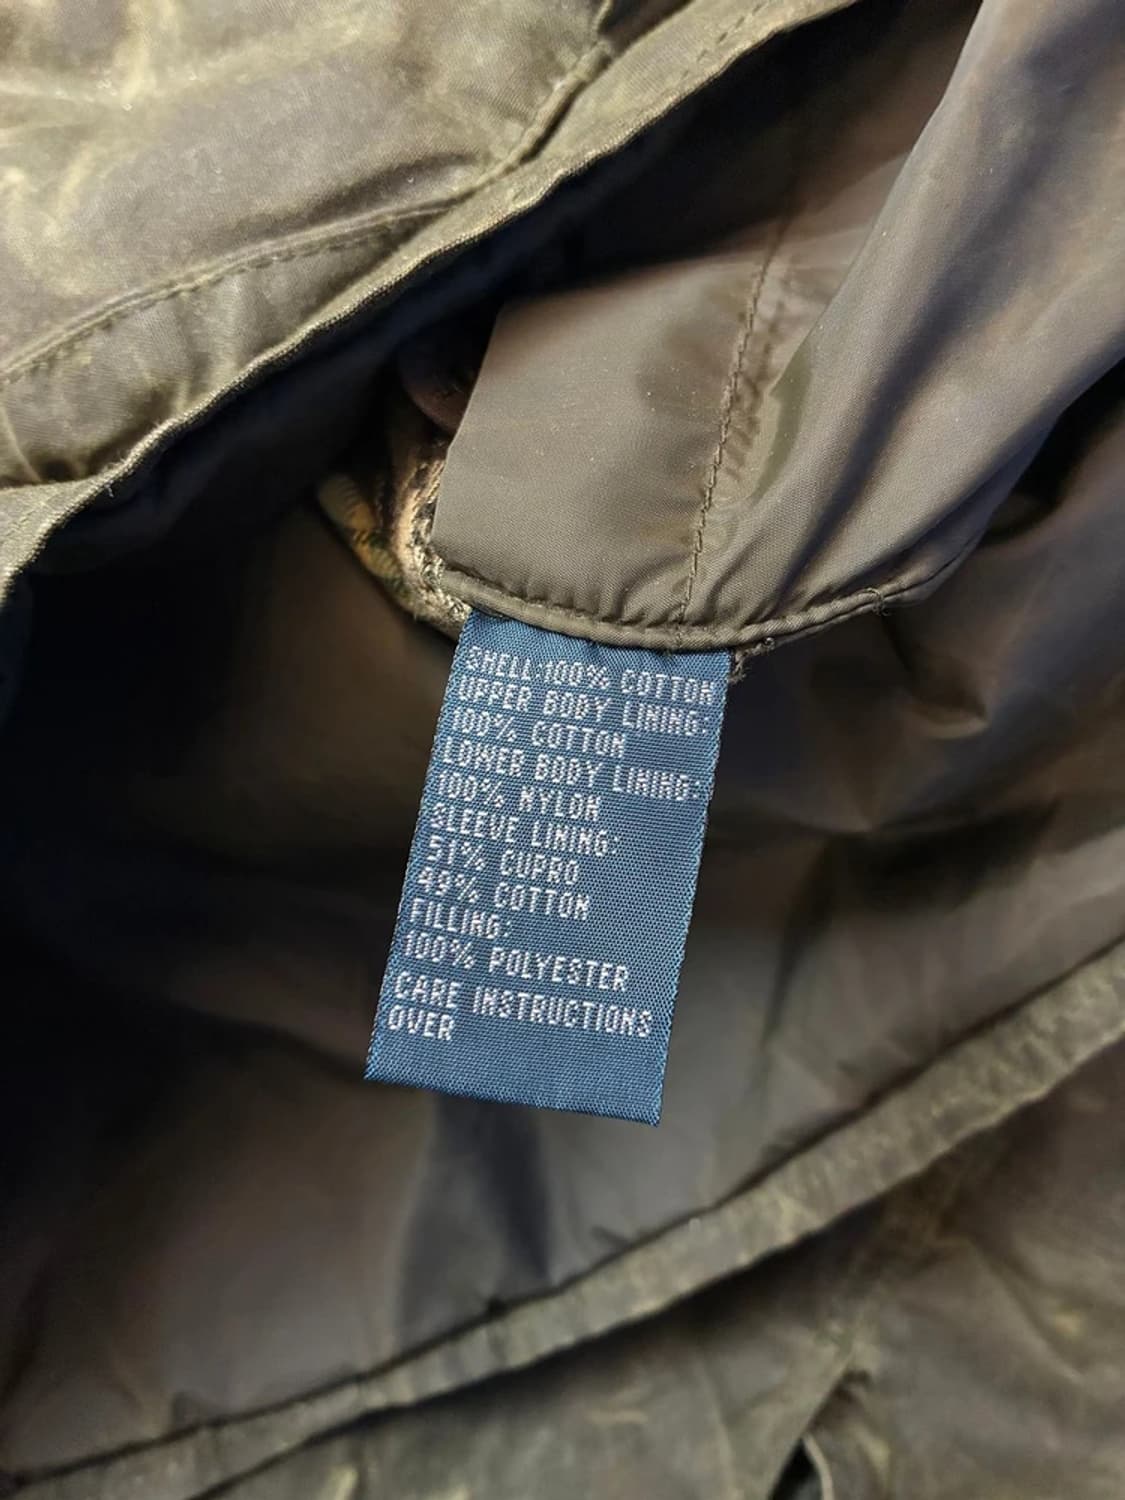 SHELL:100% COTTON
UPPER BODY LINING:
100% COTTON
LOWER BODY LINING:
100% NYLON
SLEEVE LINING:
51% CUPRO
49% COTTON
FILLING:
100% POLYESTER
CARE INSTRUCTIONS
OVER